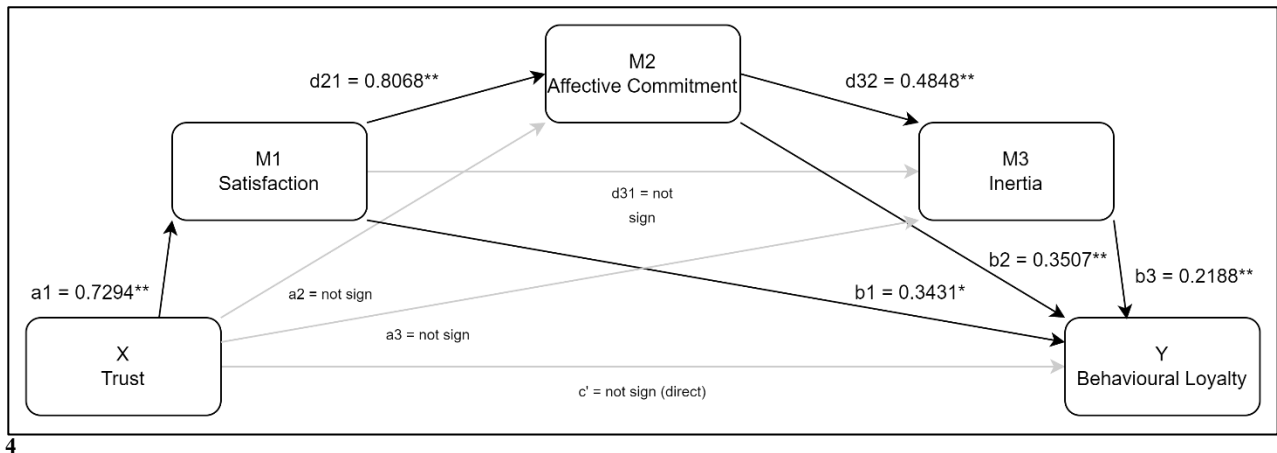 M2
Affective Commitment
d21 = 0.8068**
d32 = 0.4848**
M1
Satisfaction
M3
Inertia
d31 = not
sign
a1 = 0.7294**
a2 = not sign
b1 = 0.3431*
b2 = 0.3507**
b3 = 0.2188**
a3 = not sign
X
Trust
Y
Behavioural Loyalty
c' = not sign (direct)
4